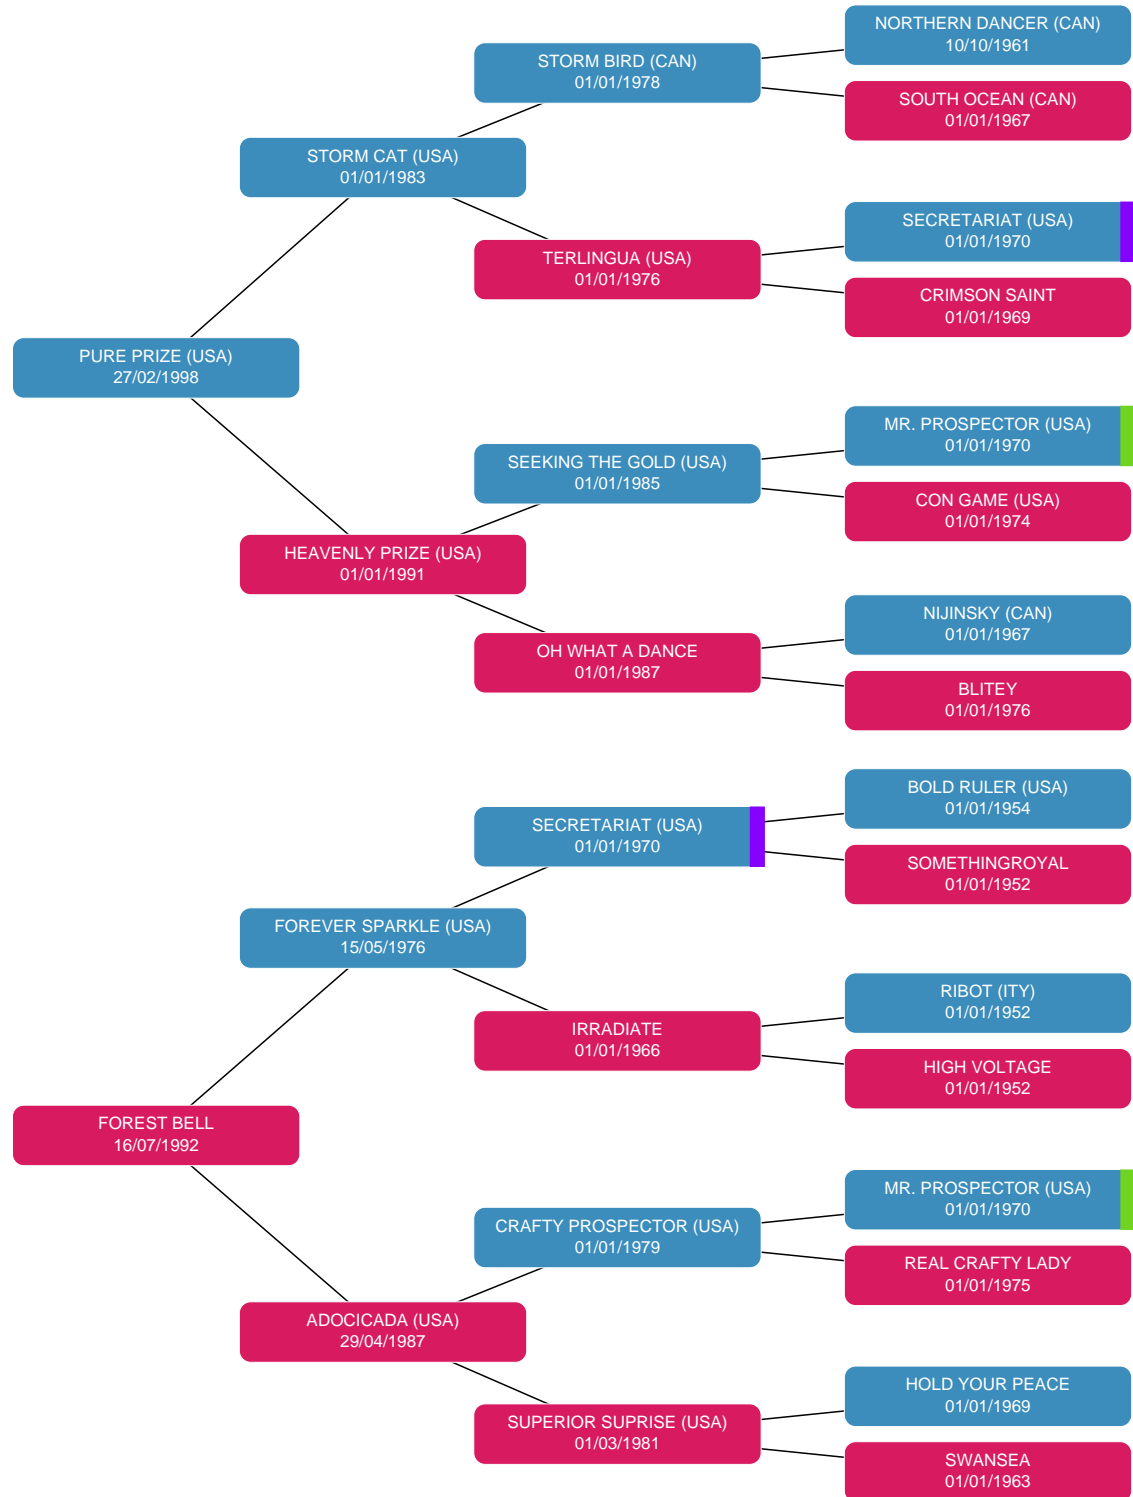 NORTHERN DANCER (CAN)
10/10/1961
STORM BIRD (CAN)
01/01/1978
SOUTH OCEAN (CAN)
01/01/1967
STORM CAT (USA)
01/01/1983
SECRETARIAT (USA)
01/01/1970
TERLINGUA (USA)
01/01/1976
CRIMSON SAINT
01/01/1969
PURE PRIZE (USA)
27/02/1998
MR. PROSPECTOR (USA)
01/01/1970
SEEKING THE GOLD (USA)
01/01/1985
CON GAME (USA)
01/01/1974
HEAVENLY PRIZE (USA)
01/01/1991
NIJINSKY (CAN)
01/01/1967
OH WHAT A DANCE
01/01/1987
BLITEY
01/01/1976
BOLD RULER (USA)
01/01/1954
SECRETARIAT (USA)
01/01/1970
SOMETHINGROYAL
01/01/1952
FOREVER SPARKLE (USA)
15/05/1976
RIBOT (ITY)
01/01/1952
IRRADIATE
01/01/1966
HIGH VOLTAGE
01/01/1952
FOREST BELL
16/07/1992
MR. PROSPECTOR (USA)
01/01/1970
CRAFTY PROSPECTOR (USA)
01/01/1979
REAL CRAFTY LADY
01/01/1975
ADOCICADA (USA)
29/04/1987
HOLD YOUR PEACE
01/01/1969
SUPERIOR SUPRISE (USA)
01/03/1981
SWANSEA
01/01/1963